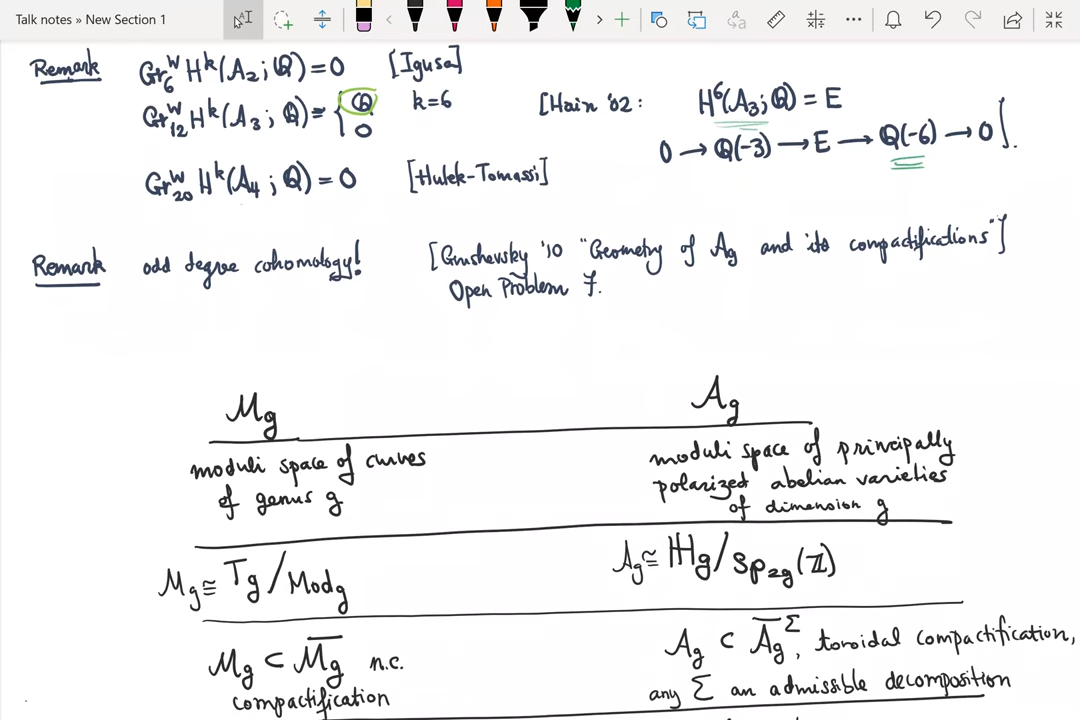 Talk notes » New Section 1
Remark Gr^W_6 H^k(A_2; Q) = 0 [Igusa]
Gr^W_12 H^k(A_3; Q) = { Q k=6
0
[Hain '02: H^6(A_3; Q) = E
0 → Q(-3) → E → Q(-6) → 0].
Gr^W_20 H^k(A_4; Q) = 0 [Hulek-Tomassi]
Remark odd degree cohomology! [Grushevsky '10 "Geometry of A_g and its compactifications"]
Open Problem 7.
M_g
moduli space of curves
of genus g
A_g
moduli space of principally
polarized abelian varieties
of dimension g
M_g ≅ T_g / Mod_g
A_g ≅ ℍ_g / Sp_2g(ℤ)
M_g ⊂ \overline{M_g} n.c.
compactification
A_g ⊂ \overline{A_g}^Σ, toroidal compactification,
any Σ an admissible decomposition